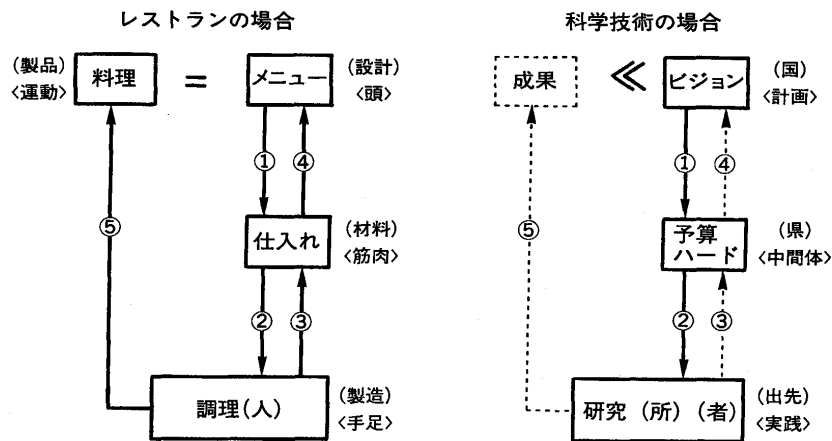 レストランの場合
(製品)
<運動>
料理
=
メニュー
(設計)
<頭>
①
④
⑤
仕入れ
(材料)
<筋肉>
②
③
調理(人)
(製造)
<手足>
科学技術の場合
成果
≪
ビジョン
(国)
<計画>
①
④
⑤
予算
ハード
(県)
<中間体>
②
③
研究(所)(者)
(出先)
<実践>